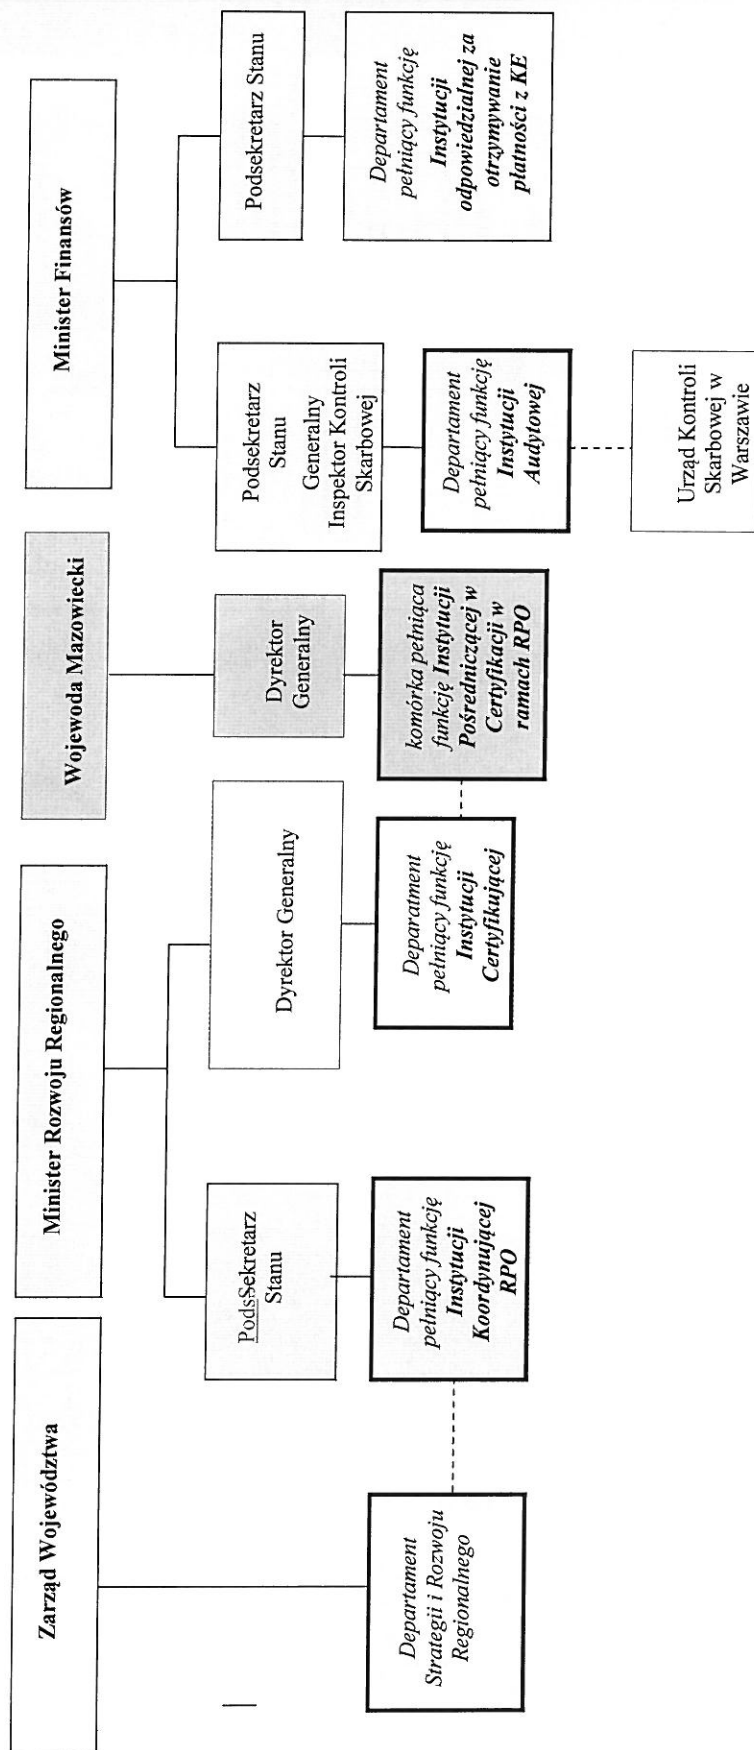 Zarząd Województwa
Minister Rozwoju Regionalnego
Wojewoda Mazowiecki
Minister Finansów
PodsSekretarz
Stanu
Dyrektor Generalny
Dyrektor
Generalny
Podsekretarz
Stanu
Generalny
Inspektor Kontroli
Skarbowej
Podsekretarz Stanu
Departament
Strategii i Rozwoju
Regionalnego
Departament
pełniący funkcję
Instytucji
Koordynującej
RPO
Deparatment
pełniący funkcję
Instytucji
Certyfikującej
komórka pełniąca
funkcję Instytucji
Pośredniczącej w
Certyfikacji w
ramach RPO
Departament
pełniący funkcję
Instytucji
Audytowej
Departament
pełniący funkcję
Instytucji
odpowiedzialnej za
otrzymywanie
płatności z KE
Urząd Kontroli
Skarbowej w
Warszawie